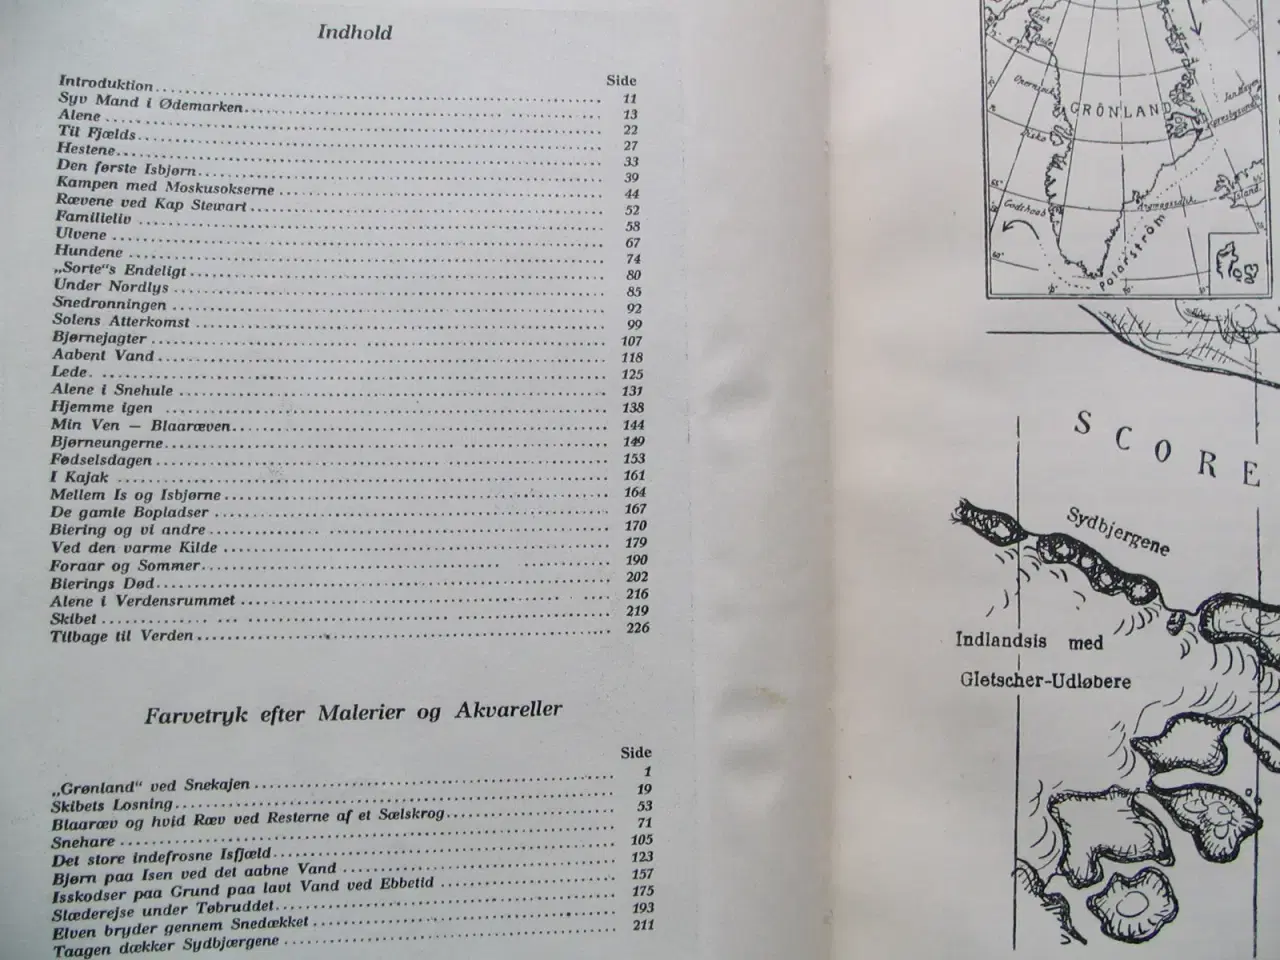 Indhold
Side
Introduktion 11
Syv Mand i Ødemarken 13
Alene 22
Til Fjælds 27
Hestene 33
Den første Isbjørn 39
Kampen med Moskusokserne 44
Rævene ved Kap Stewart 52
Familieliv 58
Ulvene 67
Hundene 74
„Sorte“s Endeligt 80
Under Nordlys 85
Snedronningen 92
Solens Atterkomst 99
Bjørnejagter 107
Aabent Vand 118
Lede 125
Alene i Snehule 131
Hjemme igen 138
Min Ven — Blaaræven 144
Bjørneungerne 149
Fødselsdagen 153
I Kajak 161
Mellem Is og Isbjørne 164
De gamle Bopladser 167
Biering og vi andre 170
Ved den varme Kilde 179
Foraar og Sommer 190
Bierings Død 202
Alene i Verdensrummet 216
Skibet 219
Tilbage til Verden 226
Farvetryk efter Malerier og Akvareller
Side
„Grønland“ ved Snekajen 1
Skibets Losning 19
Blaaræv og hvid Ræv ved Resterne af et Sælskrog 53
Snehare 71
Det store indefrosne Isfjæld 105
Bjørn paa Isen ved det aabne Vand 123
Isskodser paa Grund paa lavt Vand ved Ebbetid 157
Slæderejse under Tøbruddet 175
Elven bryder gennem Snedækket 193
Taagen dækker Sydbjærgene 211
GRÖNLAND
Disko
Godthaab
Island
Polarström
SCORE
Sydbjergene
Indlandsis med
Gletscher-Udløbere